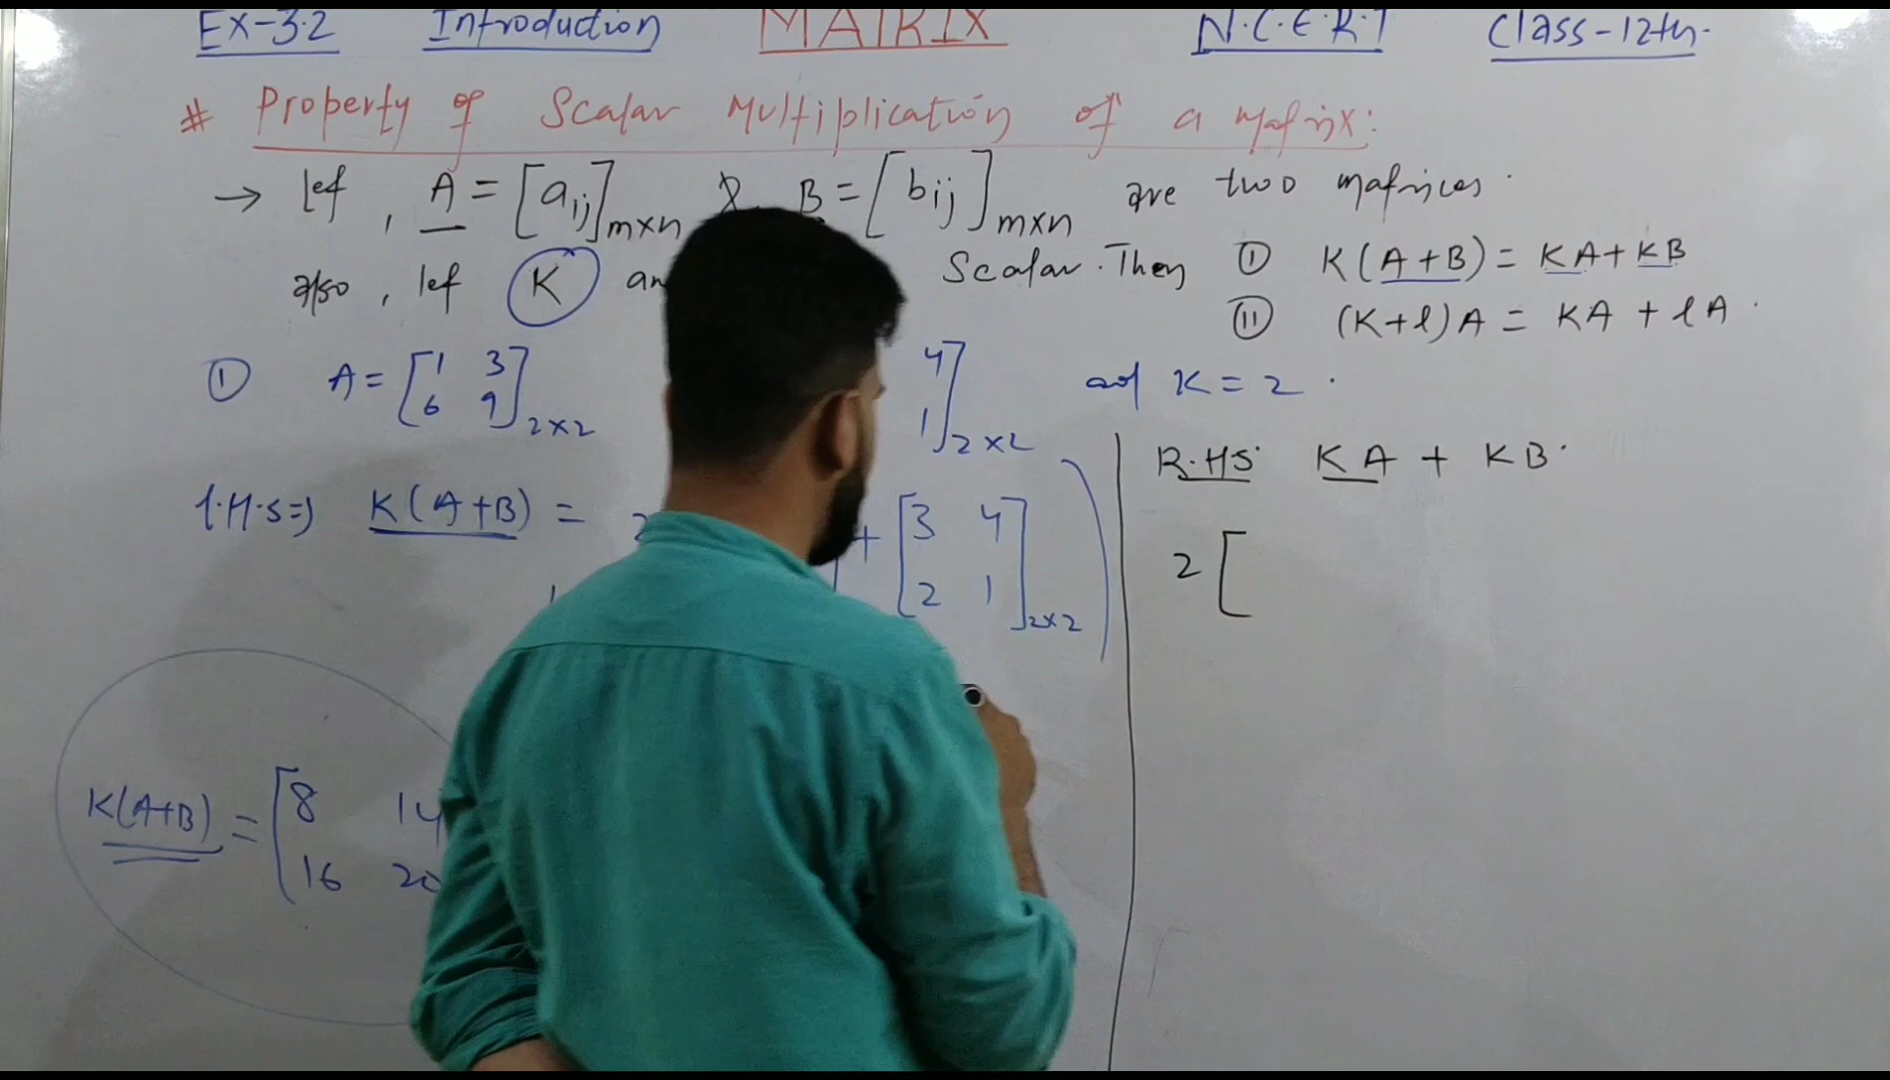 Ex-3.2 Introduction MATRIX N.C.E.R.T Class-12th.
# Property of Scalar Multiplication of a Matrix:
→ let, A = [aij]m×n & B = [bij]m×n are two matrices.
also, let K an Scalar. Then (I) K(A+B) = KA+KB
(II) (K+l)A = KA + lA.
(I) A = [1 3
6 9]2×2 4
1]2×2 and K = 2.
L.H.S ⇒ K(A+B) = 2 + [3 4
2 1]2×2
R.H.S. KA + KB.
2 [
K(A+B) = [8 14
16 20